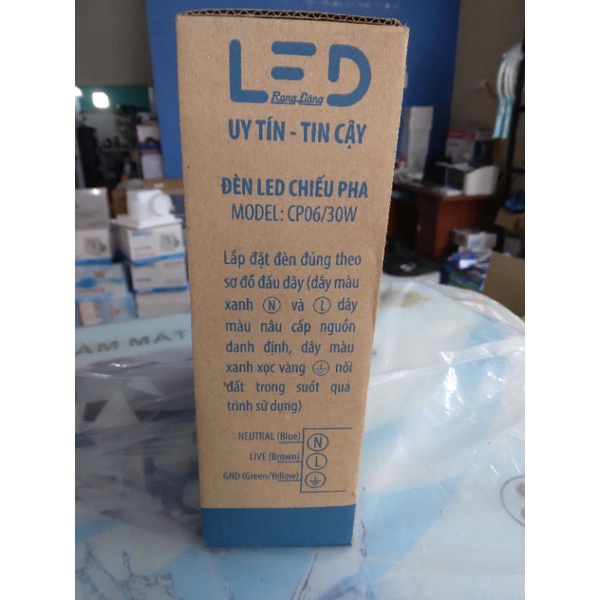 LED
Rạng Đông
UY TÍN - TIN CẬY
ĐÈN LED CHIẾU PHA
MODEL: CP06/30W
Lắp đặt đèn đúng theo
sơ đồ đấu dây (dây màu
xanh N và L dây
màu nâu cấp nguồn
danh định, dây màu
xanh xọc vàng ⏚ nối
đất trong suốt quá
trình sử dụng)
NEUTRAL (Blue) N
LIVE (Brown) L
GND (Green/Yellow) ⏚
ÁM MÁT